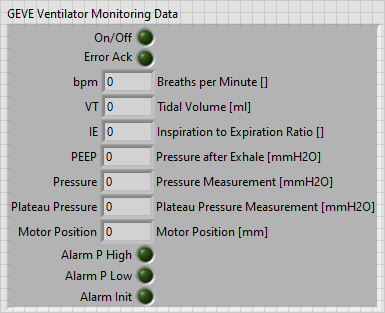 GEVE Ventilator Monitoring Data
On/Off
Error Ack
bpm 0 Breaths per Minute []
VT 0 Tidal Volume [ml]
IE 0 Inspiration to Expiration Ratio []
PEEP 0 Pressure after Exhale [mmH2O]
Pressure 0 Pressure Measurement [mmH2O]
Plateau Pressure 0 Plateau Pressure Measurement [mmH2O]
Motor Position 0 Motor Position [mm]
Alarm P High
Alarm P Low
Alarm Init